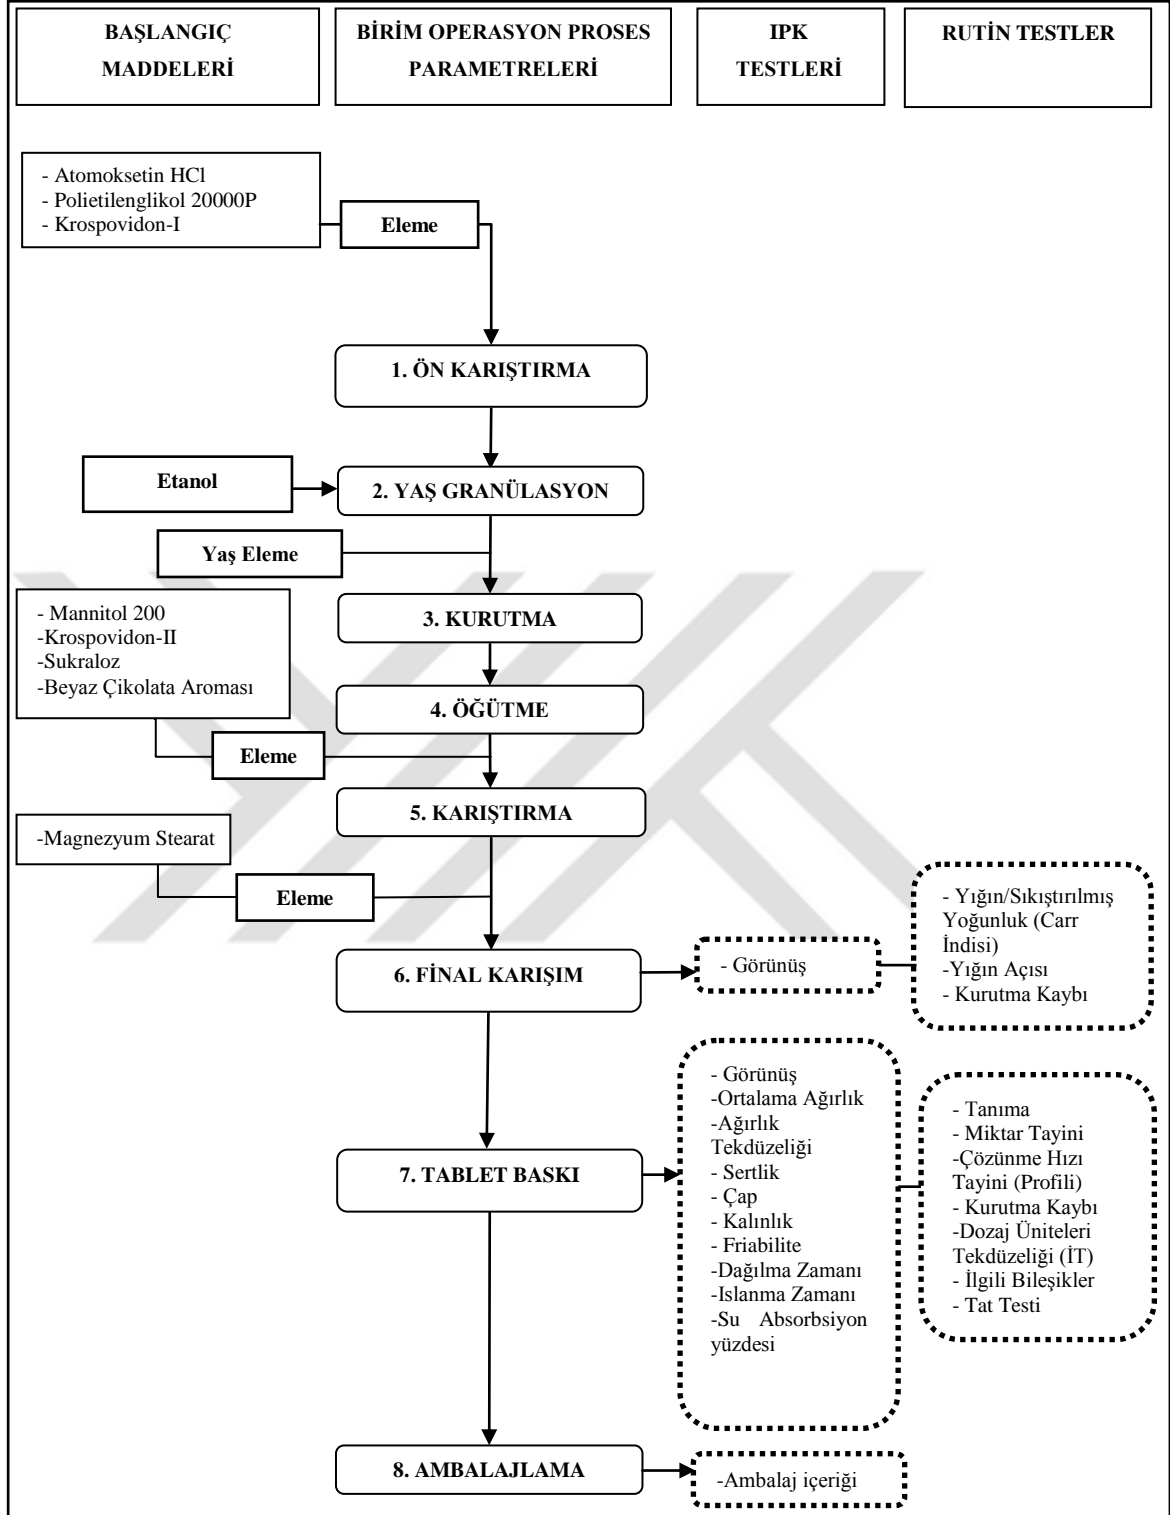 BAŞLANGIÇ
MADDELERİ
BİRİM OPERASYON PROSES
PARAMETRELERİ
IPK
TESTLERİ
RUTİN TESTLER
- Atomoksetin HCl
- Polietilenglikol 20000P
- Krospovidon-I
Eleme
1. ÖN KARIŞTIRMA
Etanol
2. YAŞ GRANÜLASYON
Yaş Eleme
3. KURUTMA
- Mannitol 200
-Krospovidon-II
-Sukraloz
-Beyaz Çikolata Aroması
4. ÖĞÜTME
Eleme
5. KARIŞTIRMA
-Magnezyum Stearat
Eleme
6. FİNAL KARIŞIM
- Görünüş
- Yığın/Sıkıştırılmış
Yoğunluk (Carr
İndisi)
-Yığın Açısı
- Kurutma Kaybı
7. TABLET BASKI
- Görünüş
-Ortalama Ağırlık
-Ağırlık
Tekdüzeliği
- Sertlik
- Çap
- Kalınlık
- Friabilite
-Dağılma Zamanı
-Islanma Zamanı
-Su Absorbsiyon
yüzdesi
- Tanıma
- Miktar Tayini
-Çözünme Hızı
Tayini (Profili)
- Kurutma Kaybı
-Dozaj Üniteleri
Tekdüzeliği (İT)
- İlgili Bileşikler
- Tat Testi
8. AMBALAJLAMA
-Ambalaj içeriği